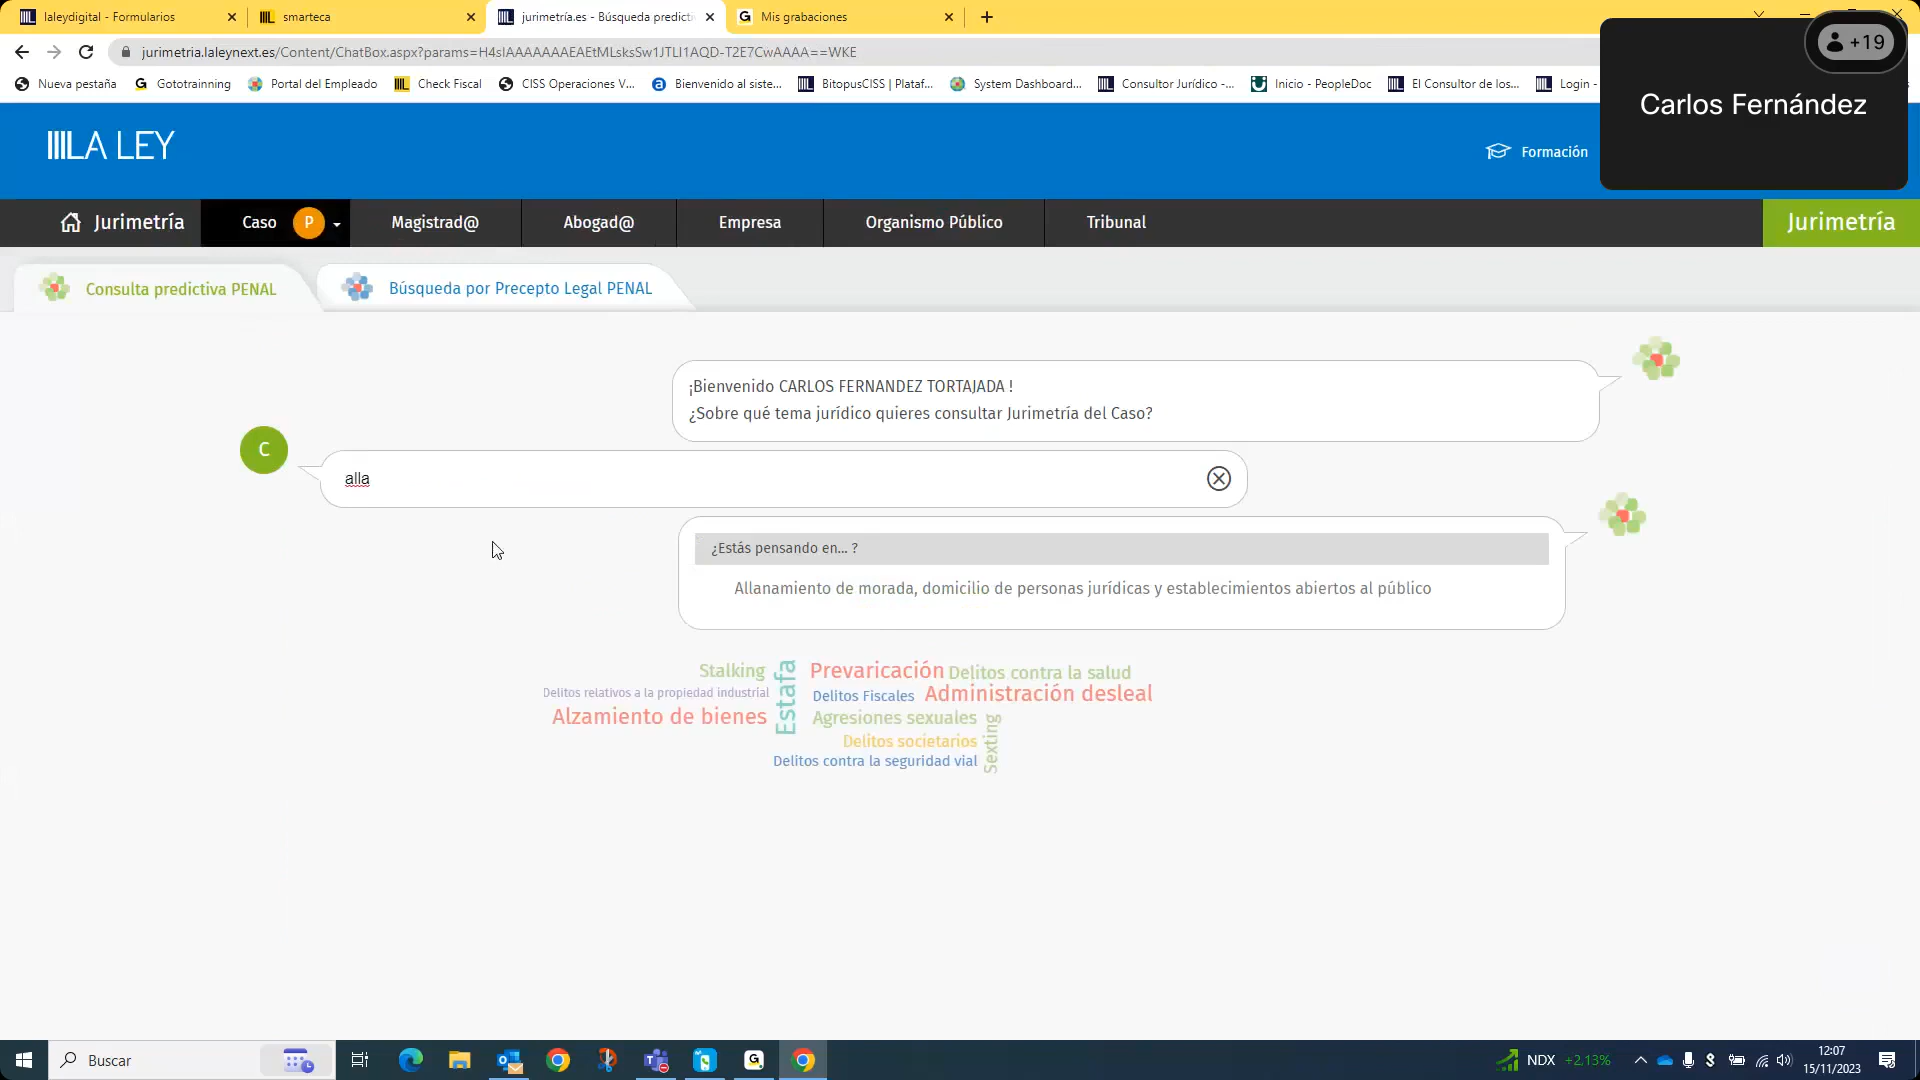 laleydigital - Formularios
smarteca
jurimetría.es - Búsqueda predicti
Mis grabaciones
+19
jurimetria.laleynext.es/Content/ChatBox.aspx?params=H4sIAAAAAAAEAEtMLsksSw1JTLI1AQD-T2E7CwAAAA==WKE
Nueva pestaña
Gototrainning
Portal del Empleado
Check Fiscal
CISS Operaciones V...
Bienvenido al siste...
BitopusCISS | Plataf...
System Dashboard...
Consultor Jurídico -...
Inicio - PeopleDoc
El Consultor de los...
Login -
Carlos Fernández
LA LEY
Formación
Jurimetría
Caso
P
Magistrad@
Abogad@
Empresa
Organismo Público
Tribunal
Jurimetría
Consulta predictiva PENAL
Búsqueda por Precepto Legal PENAL
¡Bienvenido CARLOS FERNANDEZ TORTAJADA !
¿Sobre qué tema jurídico quieres consultar Jurimetría del Caso?
C
alla
¿Estás pensando en... ?
Allanamiento de morada, domicilio de personas jurídicas y establecimientos abiertos al público
Stalking
Estafa
Prevaricación
Delitos contra la salud
Delitos relativos a la propiedad industrial
Delitos Fiscales
Administración desleal
Alzamiento de bienes
Agresiones sexuales
Sexting
Delitos societarios
Delitos contra la seguridad vial
Buscar
NDX +2.13%
12:07
15/11/2023